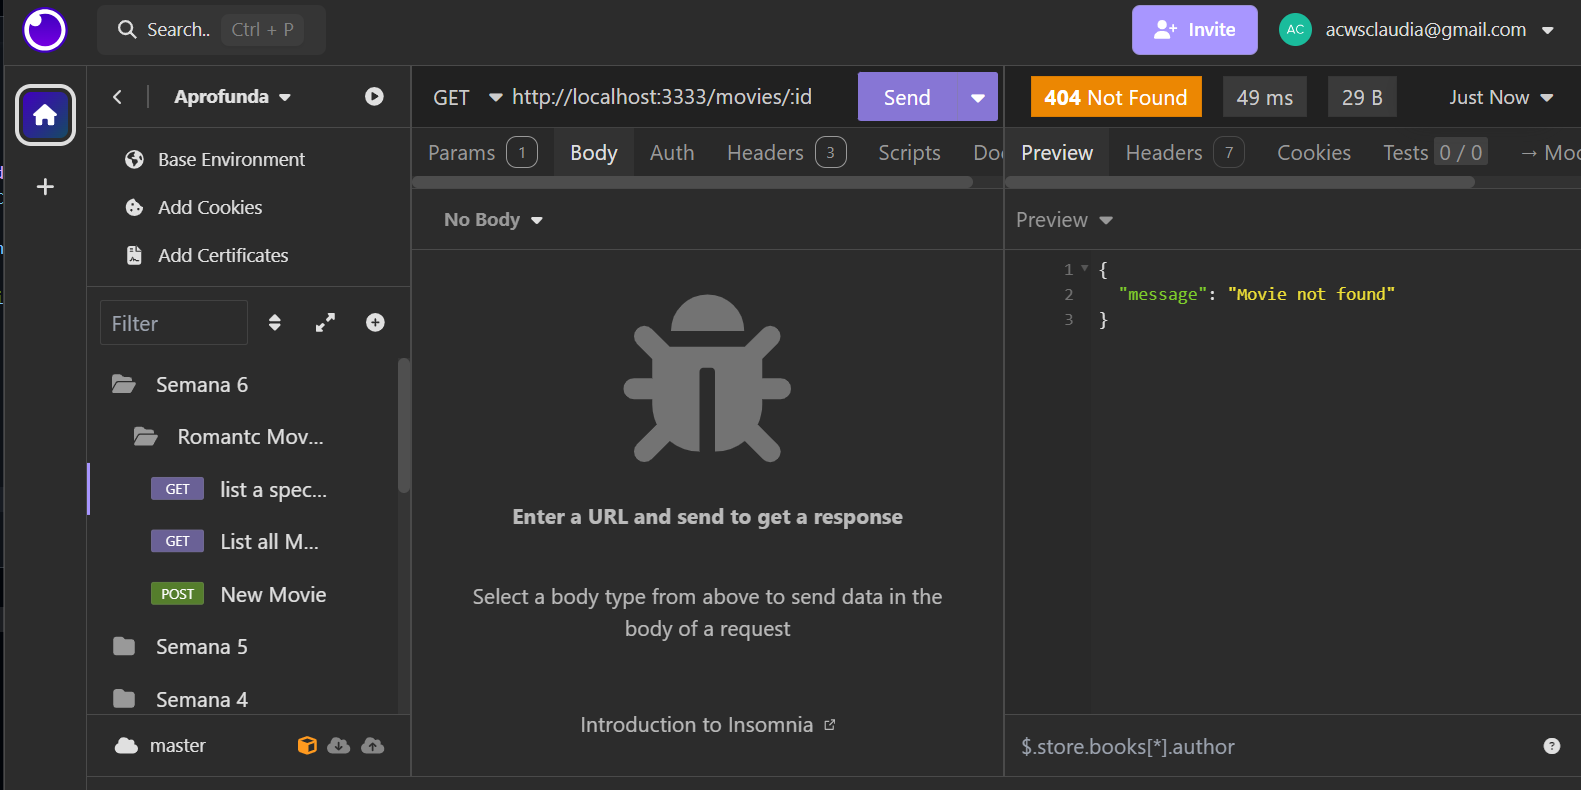 Search.. Ctrl + P
Invite
AC acwsclaudia@gmail.com
Aprofunda
GET http://localhost:3333/movies/:id
Send
404 Not Found 49 ms 29 B Just Now
Base Environment
Add Cookies
Add Certificates
Params 1 Body Auth Headers 3 Scripts Doc
Preview Headers 7 Cookies Tests 0 / 0 → Moc
No Body
Preview
Filter
Semana 6
Romantc Mov...
GET list a spec...
GET List all M...
POST New Movie
Semana 5
Semana 4
master
Enter a URL and send to get a response
Select a body type from above to send data in the
body of a request
Introduction to Insomnia
1 {
2 "message": "Movie not found"
3 }
$.store.books[*].author